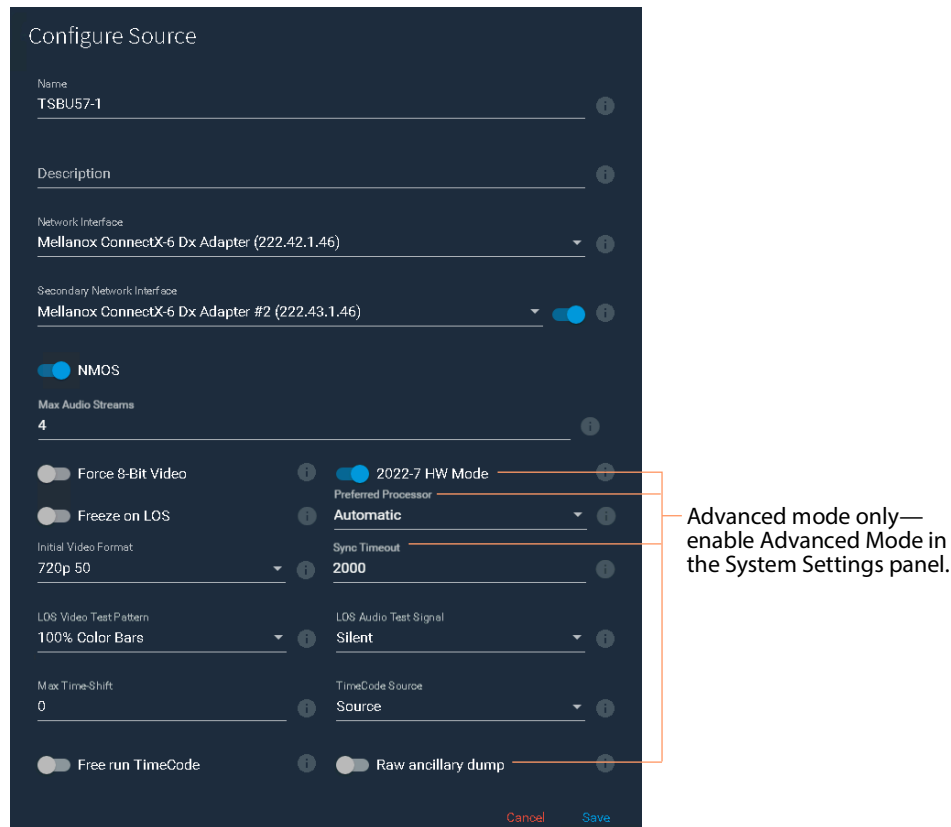 Configure Source
Name
TSBU57-1
Description
Network Interface
Mellanox ConnectX-6 Dx Adapter (222.42.1.46)
Secondary Network Interface
Mellanox ConnectX-6 Dx Adapter #2 (222.43.1.46)
NMOS
Max Audio Streams
4
Force 8-Bit Video
2022-7 HW Mode
Freeze on LOS
Preferred Processor
Automatic
Initial Video Format
720p 50
Sync Timeout
2000
LOS Video Test Pattern
100% Color Bars
LOS Audio Test Signal
Silent
Max Time-Shift
0
TimeCode Source
Source
Free run TimeCode
Raw ancillary dump
Cancel
Save
Advanced mode only—
enable Advanced Mode in
the System Settings panel.